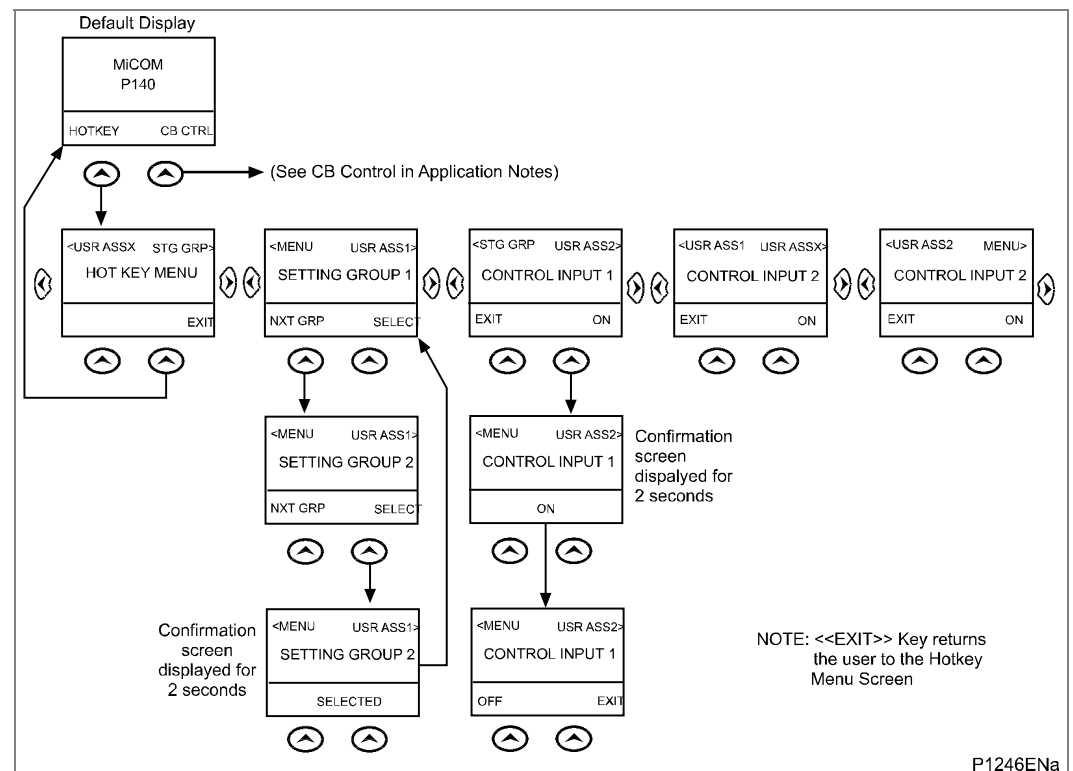 Default Display
MiCOM
P140
HOTKEY CB CTRL
(See CB Control in Application Notes)
<USR ASSX STG GRP>
HOT KEY MENU
EXIT
<MENU USR ASS1>
SETTING GROUP 1
NXT GRP SELECT
<STG GRP USR ASS2>
CONTROL INPUT 1
EXIT ON
<USR ASS1 USR ASSX>
CONTROL INPUT 2
EXIT ON
<USR ASS2 MENU>
CONTROL INPUT 2
EXIT ON
<MENU USR ASS1>
SETTING GROUP 2
NXT GRP SELECT
<MENU USR ASS2>
CONTROL INPUT 1
ON
Confirmation
screen
dispalyed for
2 seconds
Confirmation
screen
displayed for
2 seconds
<MENU USR ASS1>
SETTING GROUP 2
SELECTED
<MENU USR ASS2>
CONTROL INPUT 1
OFF EXIT
NOTE: <<EXIT>> Key returns
the user to the Hotkey
Menu Screen
P1246ENa